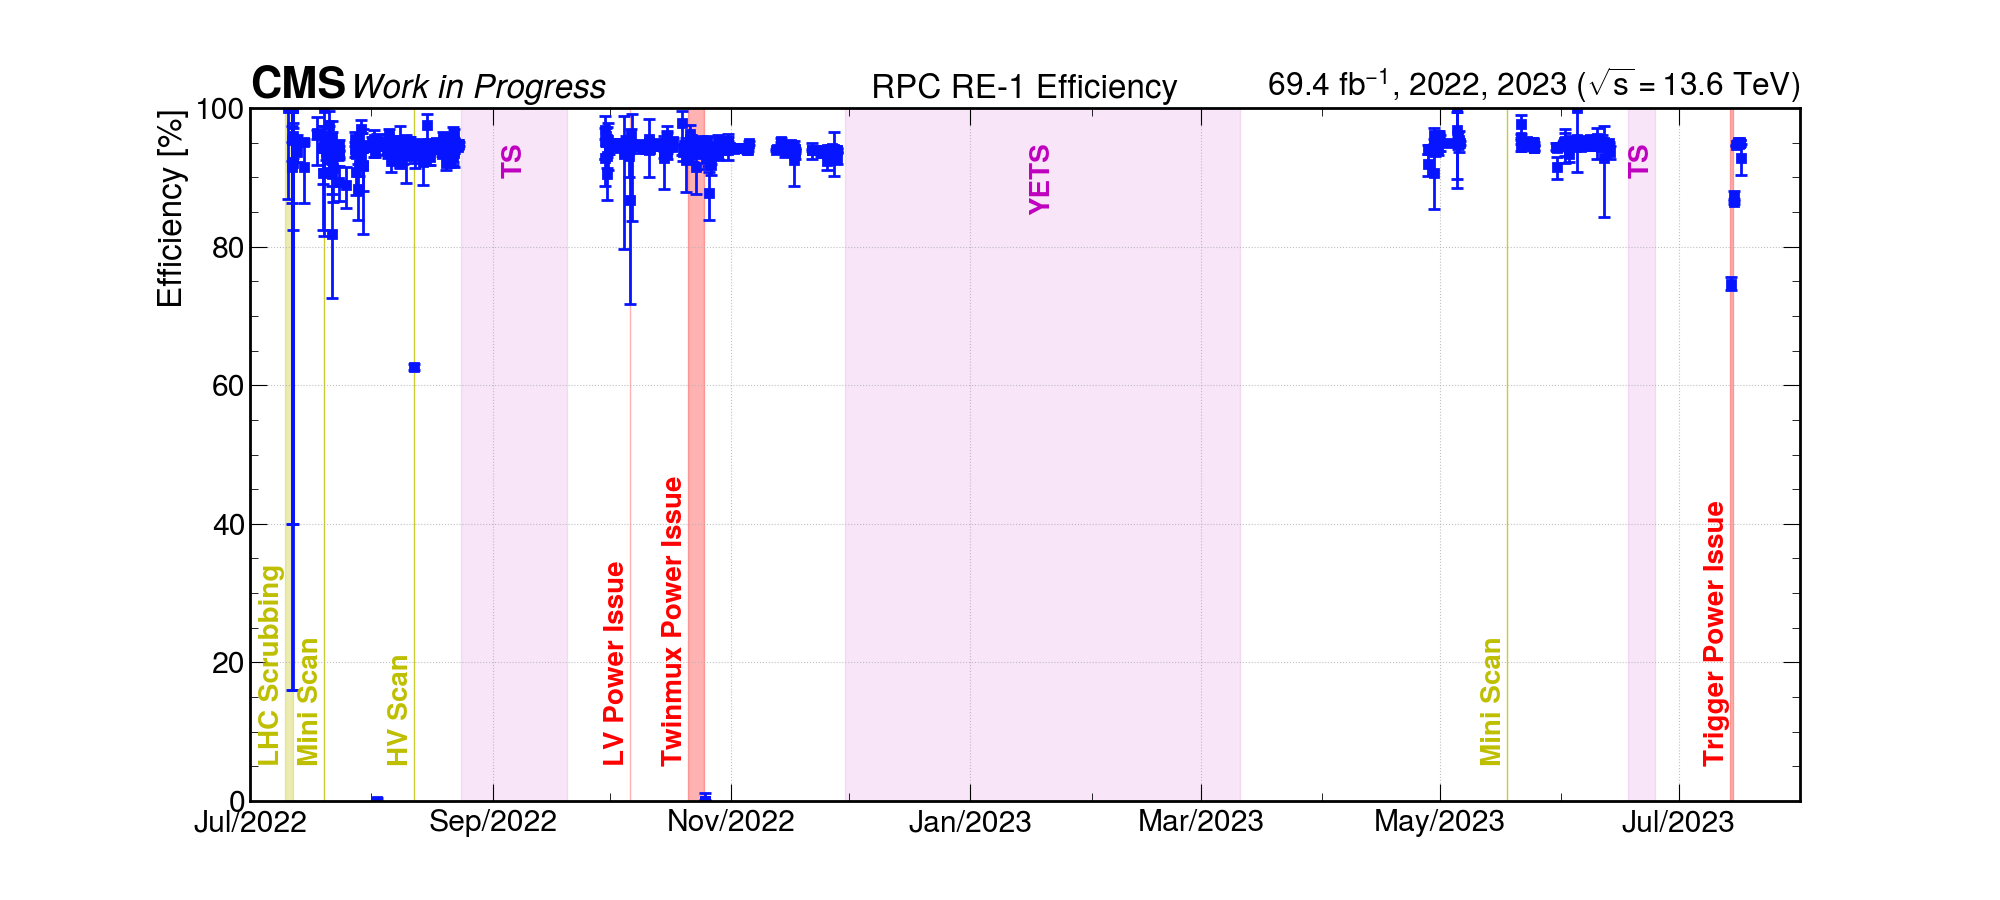 CMS Work in Progress RPC RE-1 Efficiency 69.4 fb⁻¹, 2022, 2023 (√s = 13.6 TeV)
Efficiency [%]
100
80
60
40
20
0
LHC Scrubbing
Mini Scan
HV Scan
TS
LV Power Issue
Twinmux Power Issue
YETS
Mini Scan
TS
Trigger Power Issue
Jul/2022 Sep/2022 Nov/2022 Jan/2023 Mar/2023 May/2023 Jul/2023